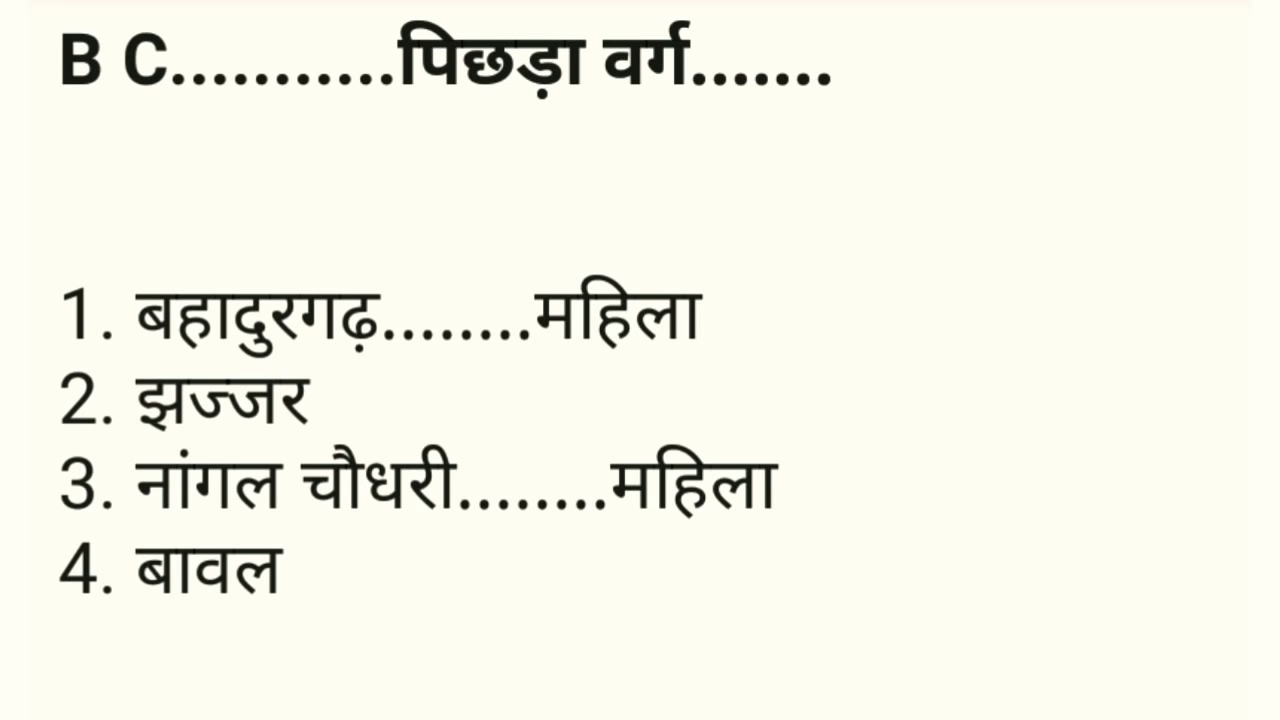 B C...........पिछड़ा वर्ग.......
1. बहादुरगढ़........महिला
2. झज्जर
3. नांगल चौधरी........महिला
4. बावल